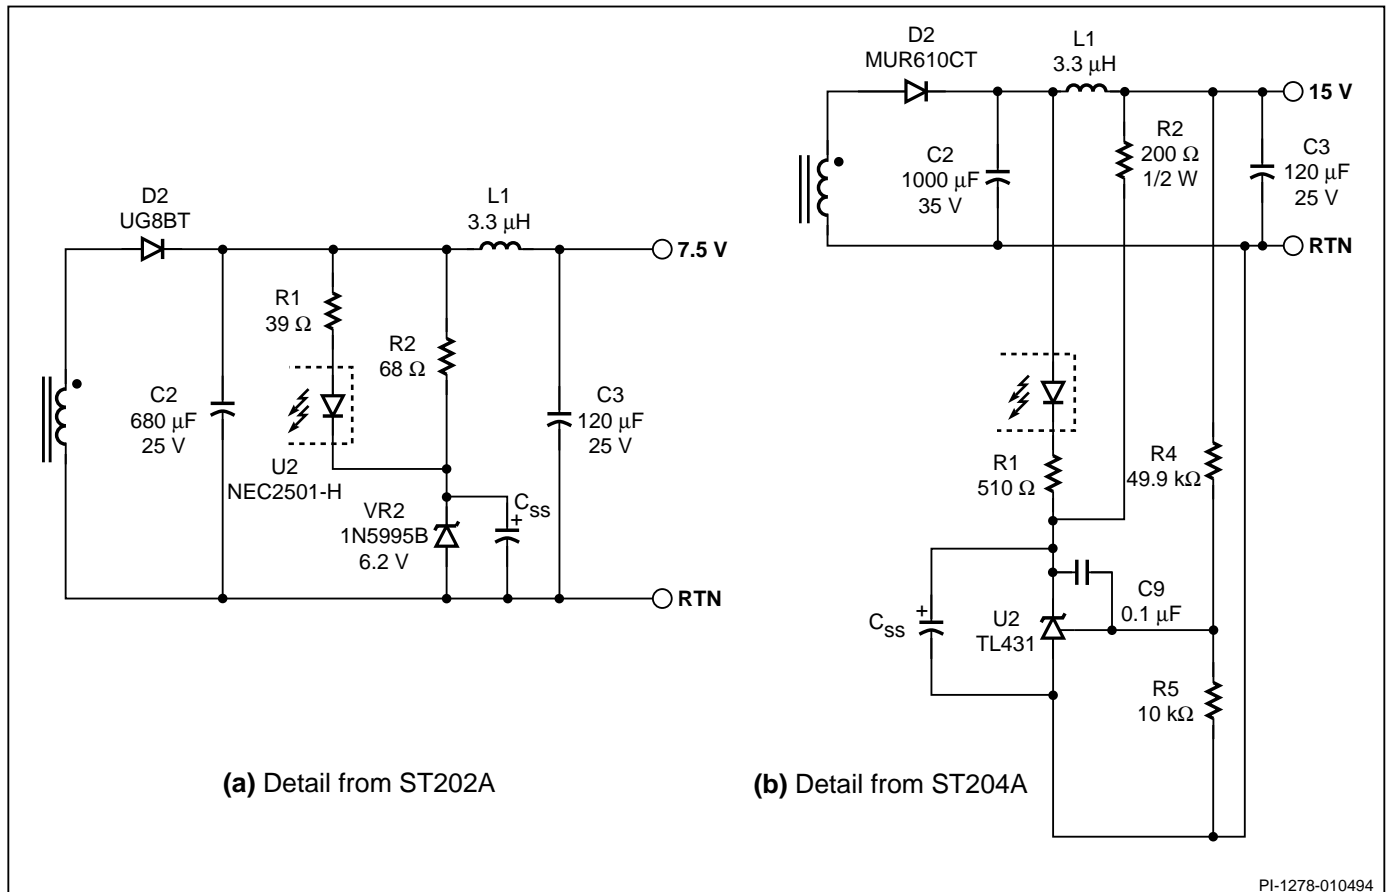 D2
UG8BT
L1
3.3 μH
7.5 V
R1
39 Ω
R2
68 Ω
C2
680 μF
25 V
C3
120 μF
25 V
U2
NEC2501-H
VR2
1N5995B
6.2 V
CSS
+
RTN
(a) Detail from ST202A
D2
MUR610CT
L1
3.3 μH
15 V
R2
200 Ω
1/2 W
C2
1000 μF
35 V
C3
120 μF
25 V
RTN
R1
510 Ω
R4
49.9 kΩ
C9
0.1 μF
U2
TL431
CSS
+
R5
10 kΩ
(b) Detail from ST204A
PI-1278-010494